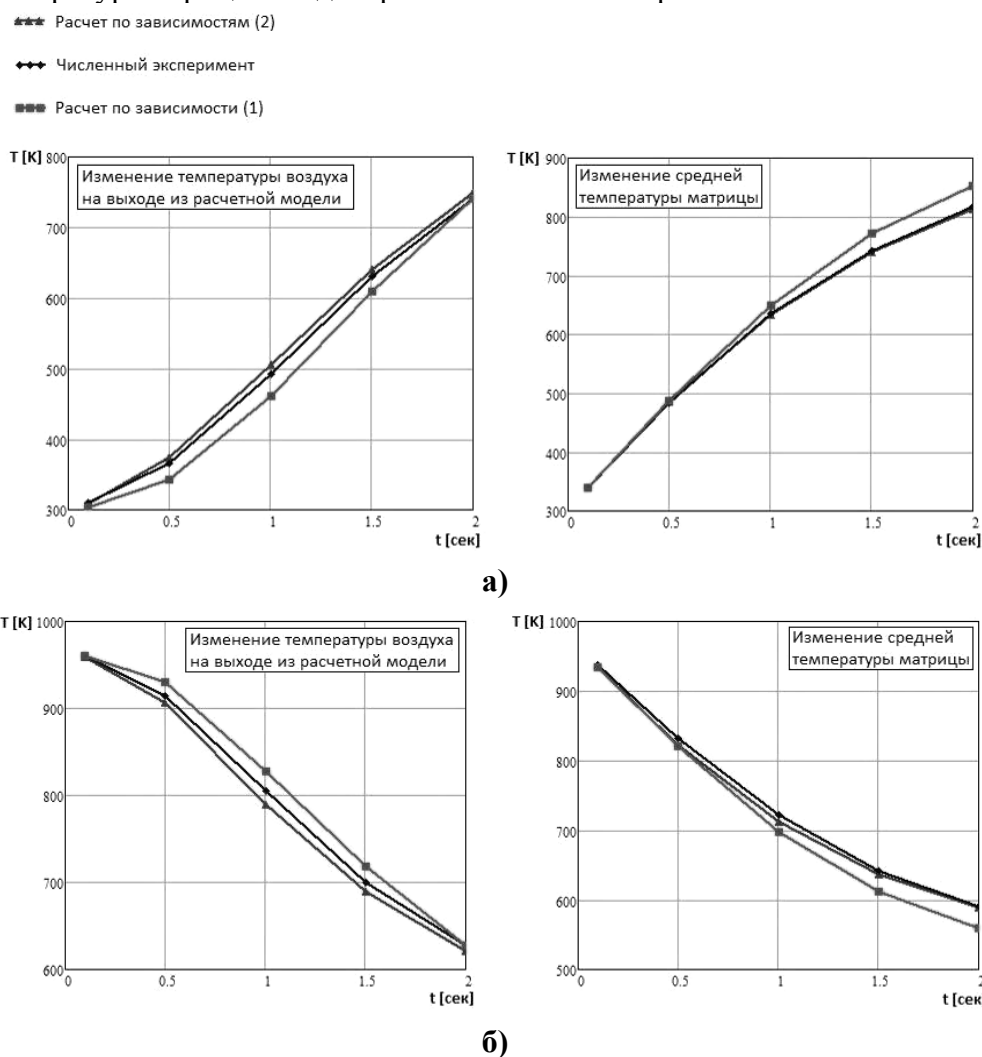 Расчет по зависимостям (2)
Численный эксперимент
Расчет по зависимости (1)
T [K]
800
700
600
500
400
300
Изменение температуры воздуха
на выходе из расчетной модели
0 0.5 1 1.5 2
t [сек]
T [K]
900
800
700
600
500
400
300
Изменение средней
температуры матрицы
0 0.5 1 1.5 2
t [сек]
а)
T [K]
1000
900
800
700
600
Изменение температуры воздуха
на выходе из расчетной модели
0 0.5 1 1.5 2
t [сек]
T [K]
1000
900
800
700
600
500
Изменение средней
температуры матрицы
0 0.5 1 1.5 2
t [сек]
б)